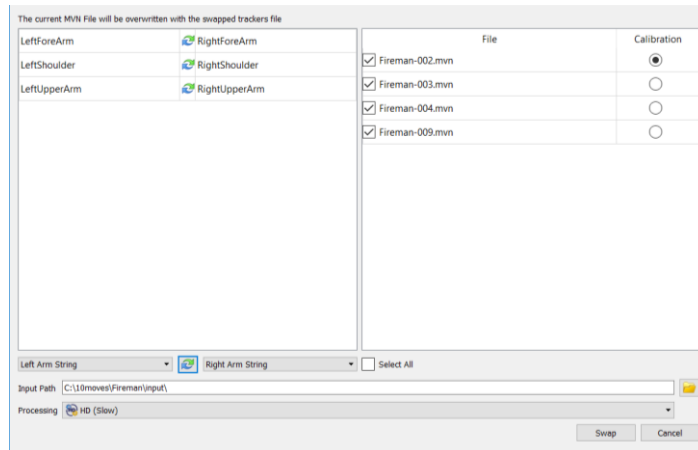 The current MVN File will be overwritten with the swapped trackers file
LeftForeArm RightForeArm
LeftShoulder RightShoulder
LeftUpperArm RightUpperArm
File Calibration
Fireman-002.mvn
Fireman-003.mvn
Fireman-004.mvn
Fireman-009.mvn
Left Arm String Right Arm String Select All
Input Path C:\10moves\Fireman\input\
Processing HD (Slow)
Swap Cancel